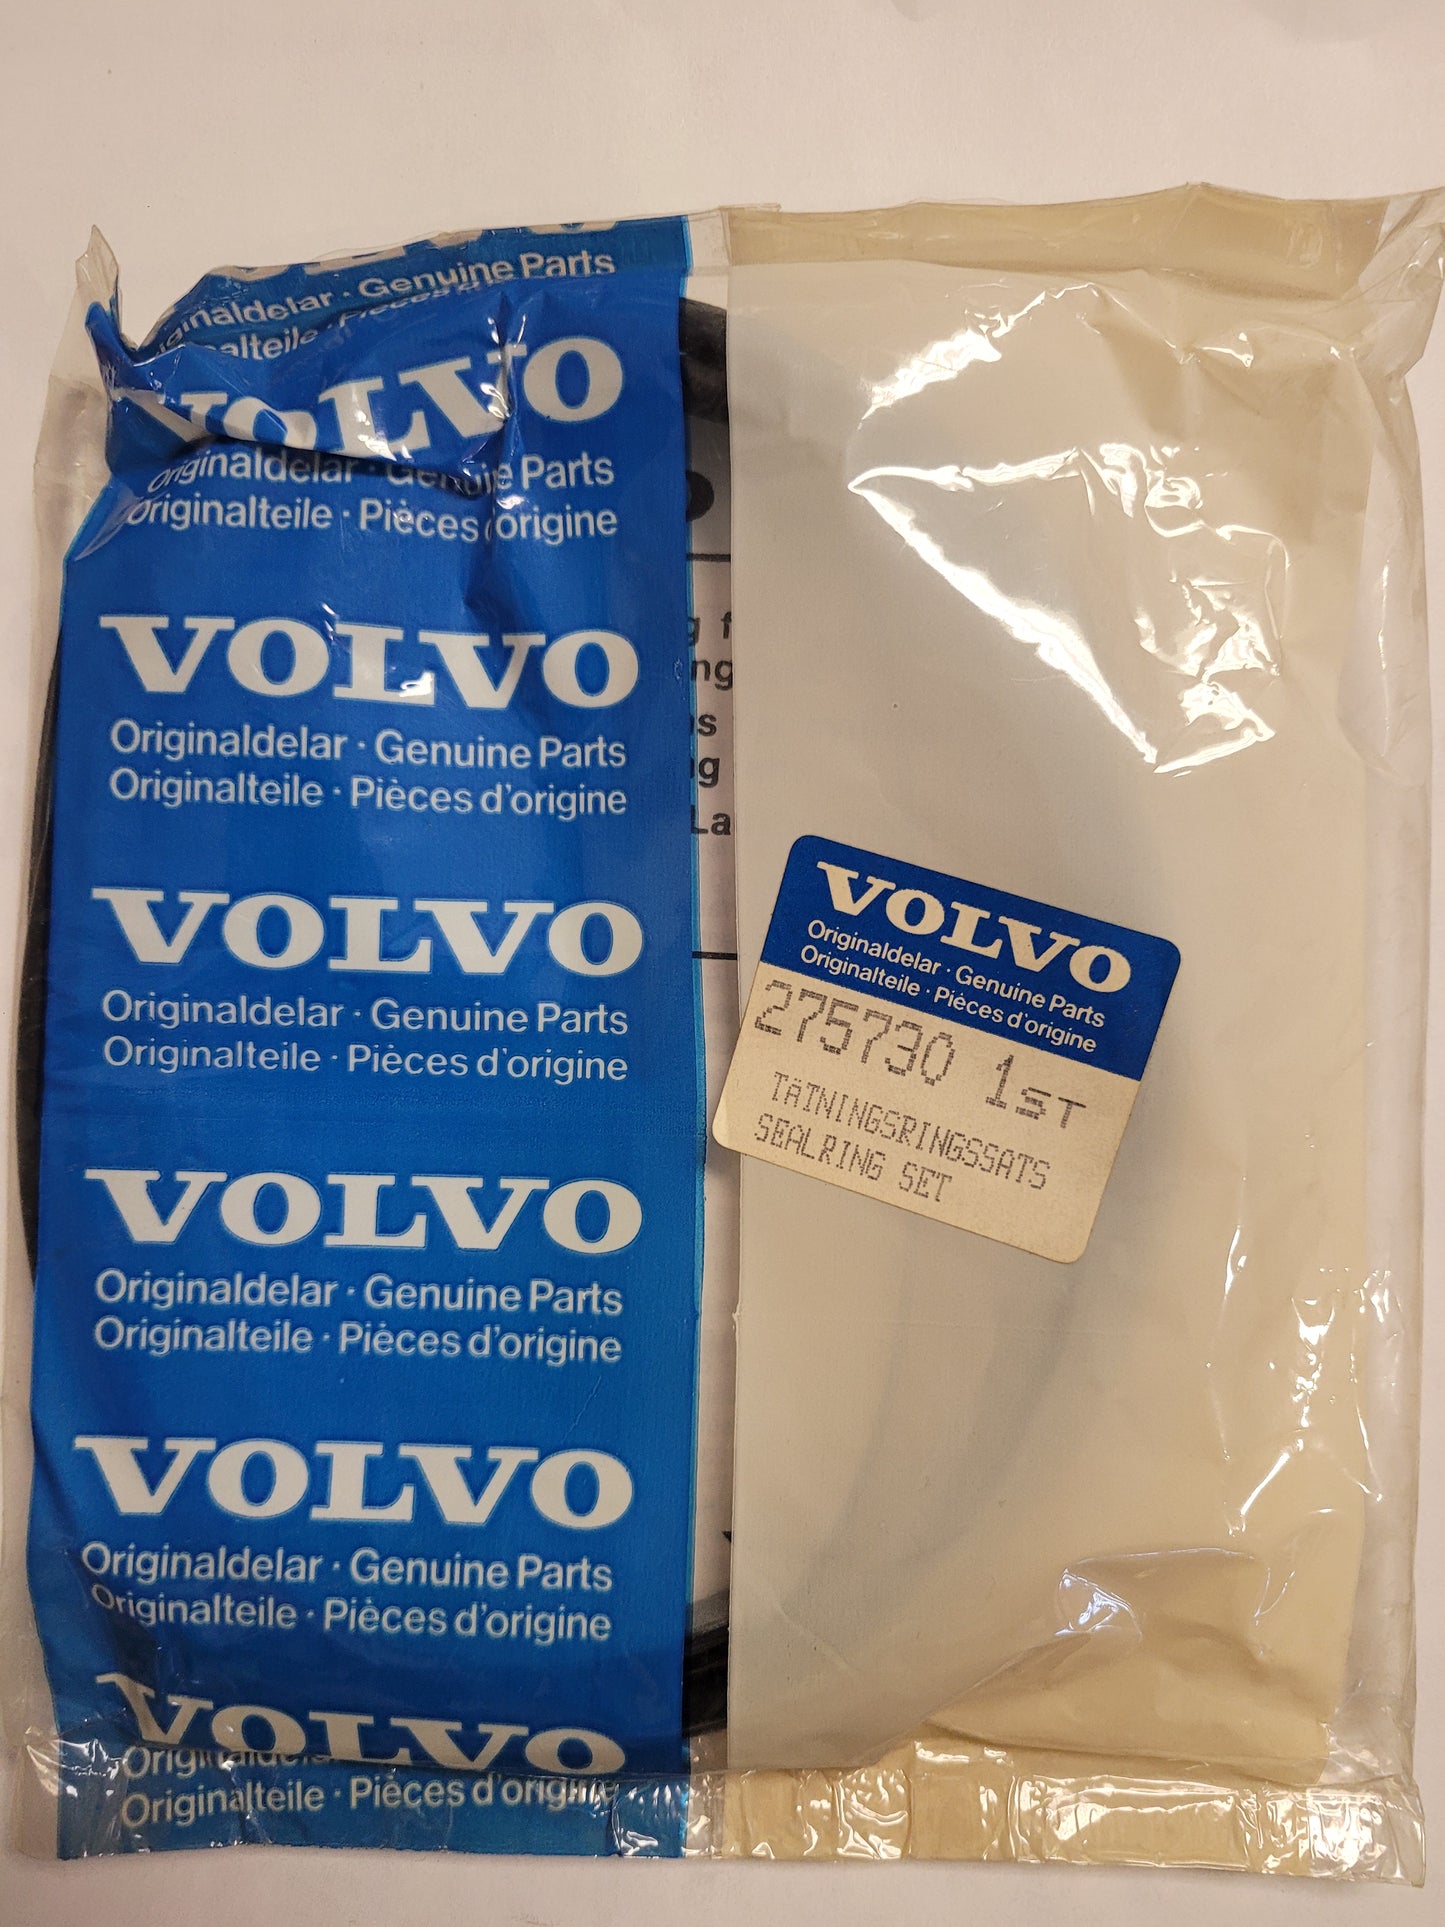 Originaldelar · Genuine Parts
VOLVO
Originaldelar · Genuine Parts
Originalteile · Pièces d'origine
VOLVO
Originaldelar · Genuine Parts
Originalteile · Pièces d'origine
VOLVO
Originaldelar · Genuine Parts
Originalteile · Pièces d'origine
VOLVO
Originaldelar · Genuine Parts
Originalteile · Pièces d'origine
VOLVO
Originaldelar · Genuine Parts
Originalteile · Pièces d'origine
VOLVO
Originalteile · Pièces d'origine
La
VOLVO
Originaldelar · Genuine Parts
Originalteile · Pièces d'origine
275730 1ST
TÄTNINGSRINGSSATS
SEALRING SET